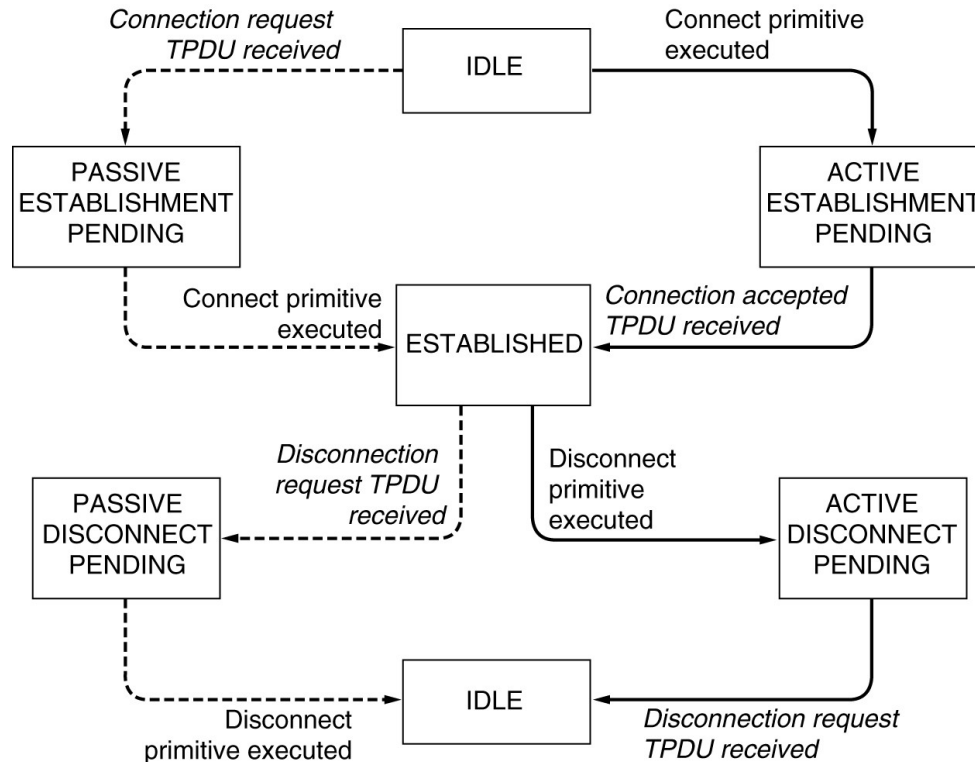 Connection request
TPDU received
IDLE
Connect primitive
executed
PASSIVE
ESTABLISHMENT
PENDING
ACTIVE
ESTABLISHMENT
PENDING
Connect primitive
executed
ESTABLISHED
Connection accepted
TPDU received
Disconnection
request TPDU
received
Disconnect
primitive
executed
PASSIVE
DISCONNECT
PENDING
ACTIVE
DISCONNECT
PENDING
IDLE
Disconnect
primitive executed
Disconnection request
TPDU received